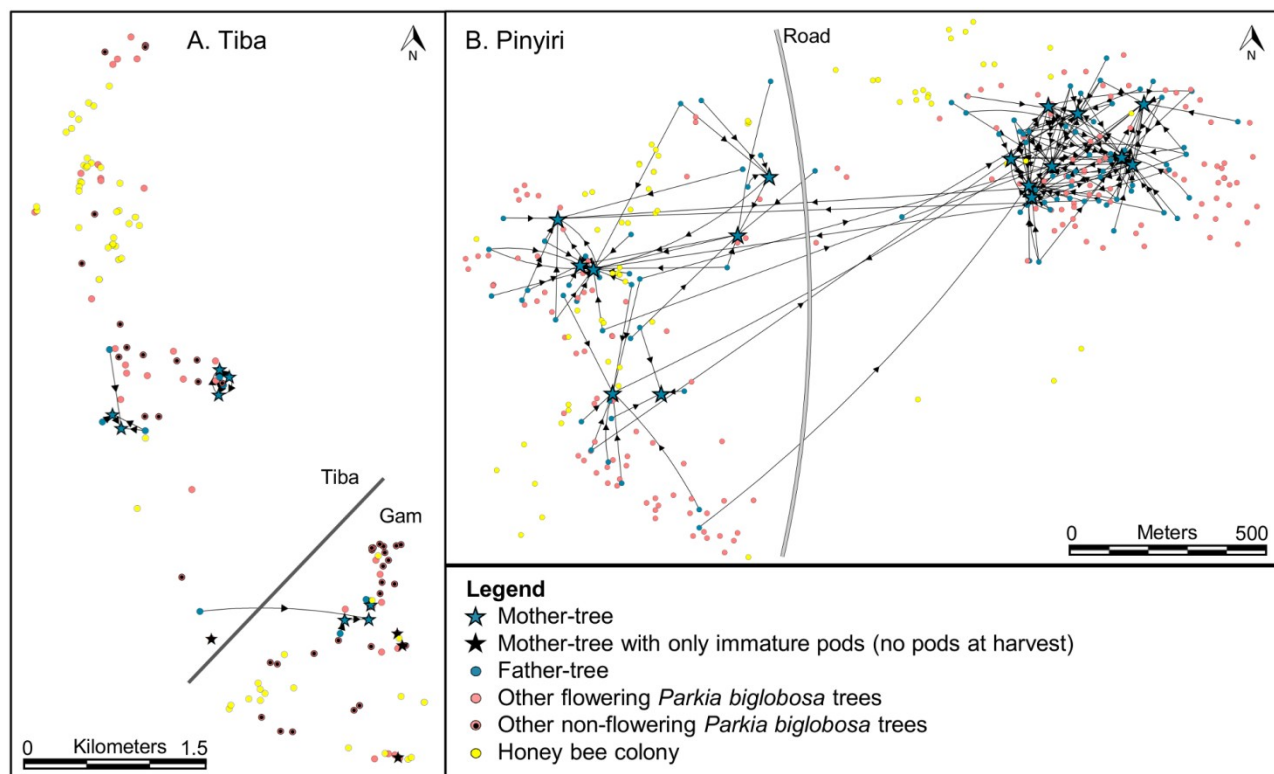 A. Tiba
N
Tiba
Gam
0 Kilometers 1.5
B. Pinyiri
Road
N
Meters
0 500
Legend
Mother-tree
Mother-tree with only immature pods (no pods at harvest)
Father-tree
Other flowering Parkia biglobosa trees
Other non-flowering Parkia biglobosa trees
Honey bee colony